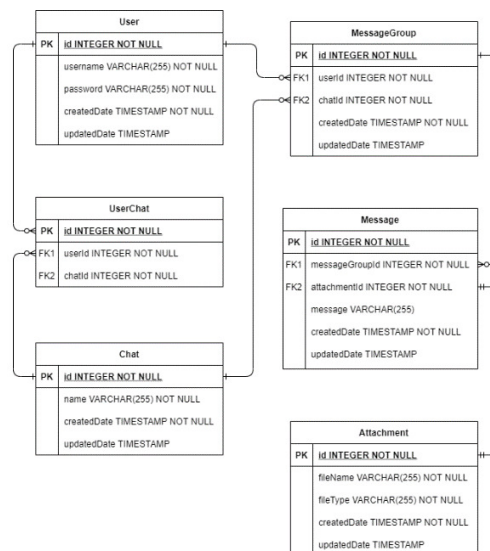 User
PK id INTEGER NOT NULL
username VARCHAR(255) NOT NULL
password VARCHAR(255) NOT NULL
createdDate TIMESTAMP NOT NULL
updatedDate TIMESTAMP
UserChat
PK id INTEGER NOT NULL
FK1 userId INTEGER NOT NULL
FK2 chatId INTEGER NOT NULL
Chat
PK id INTEGER NOT NULL
name VARCHAR(255) NOT NULL
createdDate TIMESTAMP NOT NULL
updatedDate TIMESTAMP
MessageGroup
PK id INTEGER NOT NULL
FK1 userId INTEGER NOT NULL
FK2 chatId INTEGER NOT NULL
createdDate TIMESTAMP NOT NULL
updatedDate TIMESTAMP
Message
PK id INTEGER NOT NULL
FK1 messageGroupId INTEGER NOT NULL
FK2 attachmentId INTEGER NOT NULL
message VARCHAR(255)
createdDate TIMESTAMP NOT NULL
updatedDate TIMESTAMP
Attachment
PK id INTEGER NOT NULL
fileName VARCHAR(255) NOT NULL
fileType VARCHAR(255) NOT NULL
createdDate TIMESTAMP NOT NULL
updatedDate TIMESTAMP